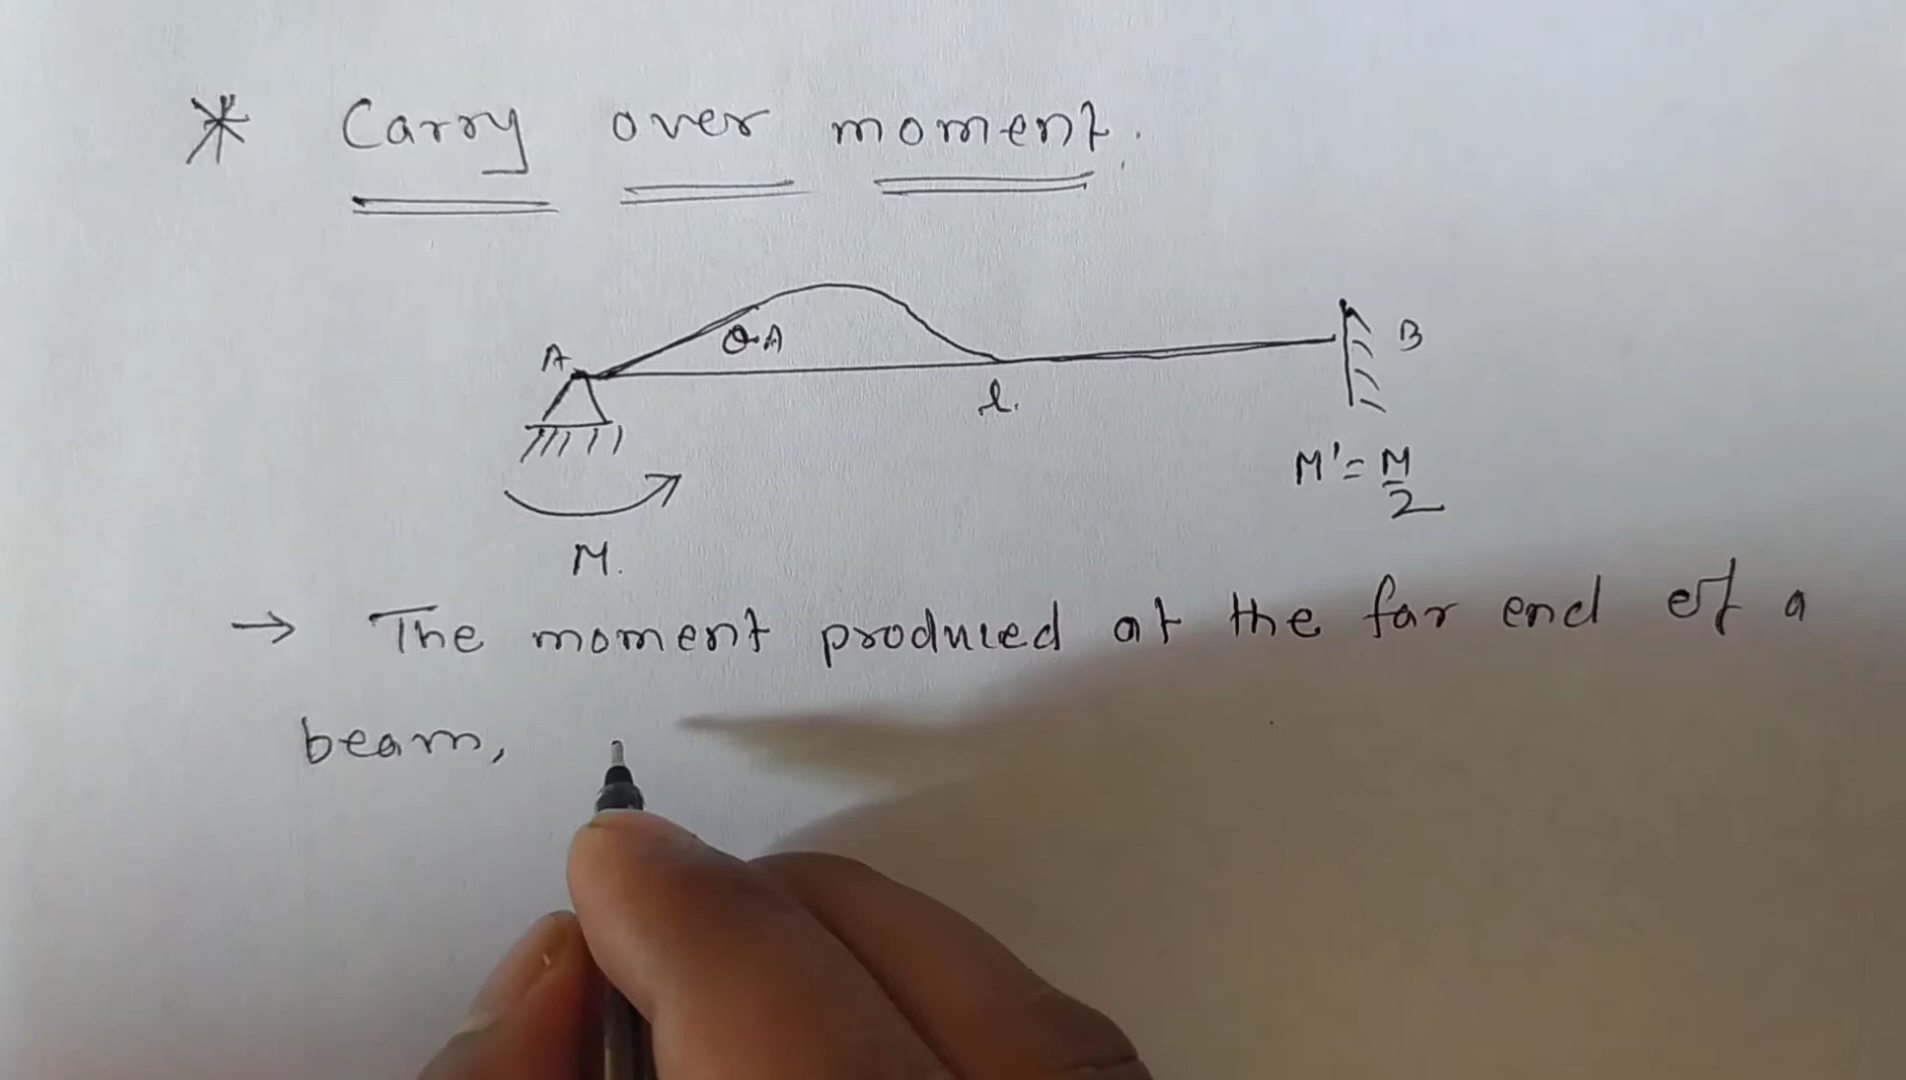 * Carry over moment.
A
θA
B
l.
M' = M/2
M.
→ The moment produced at the far end of a
beam,